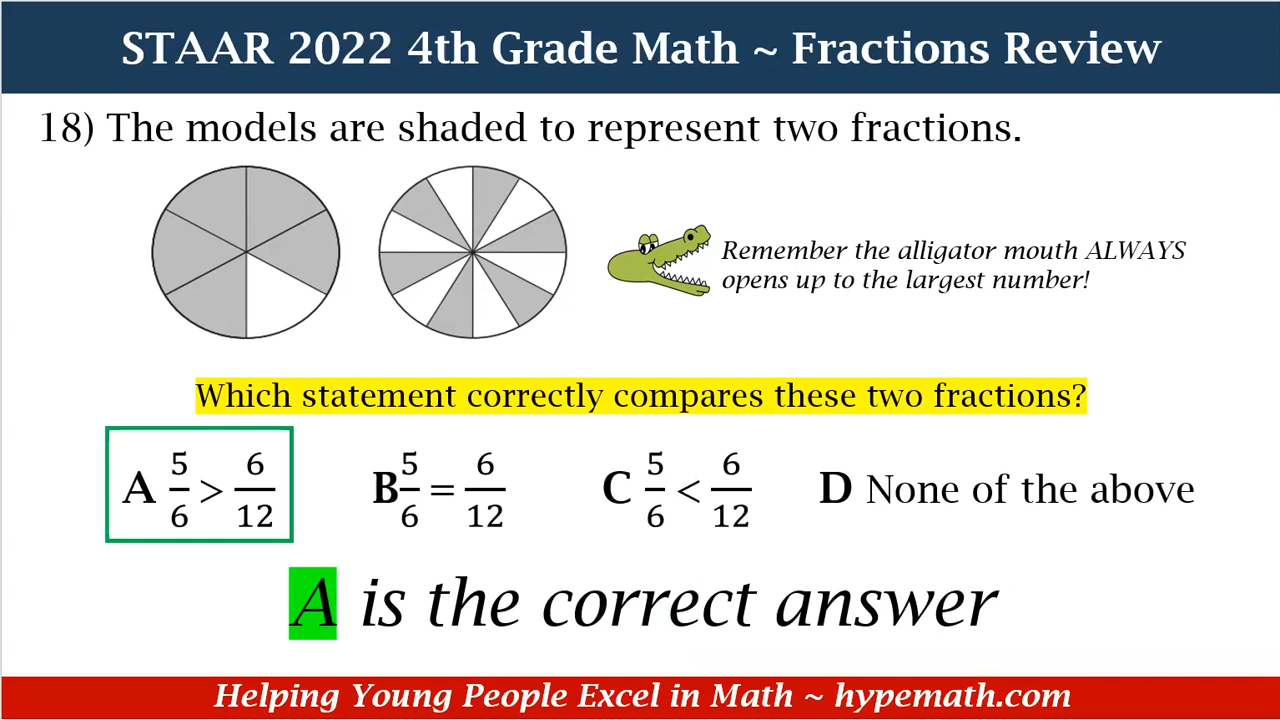 STAAR 2022 4th Grade Math ~ Fractions Review
18) The models are shaded to represent two fractions.
Remember the alligator mouth ALWAYS
opens up to the largest number!
Which statement correctly compares these two fractions?
A 5/6 > 6/12 B 5/6 = 6/12 C 5/6 < 6/12 D None of the above
A is the correct answer
Helping Young People Excel in Math ~ hypemath.com